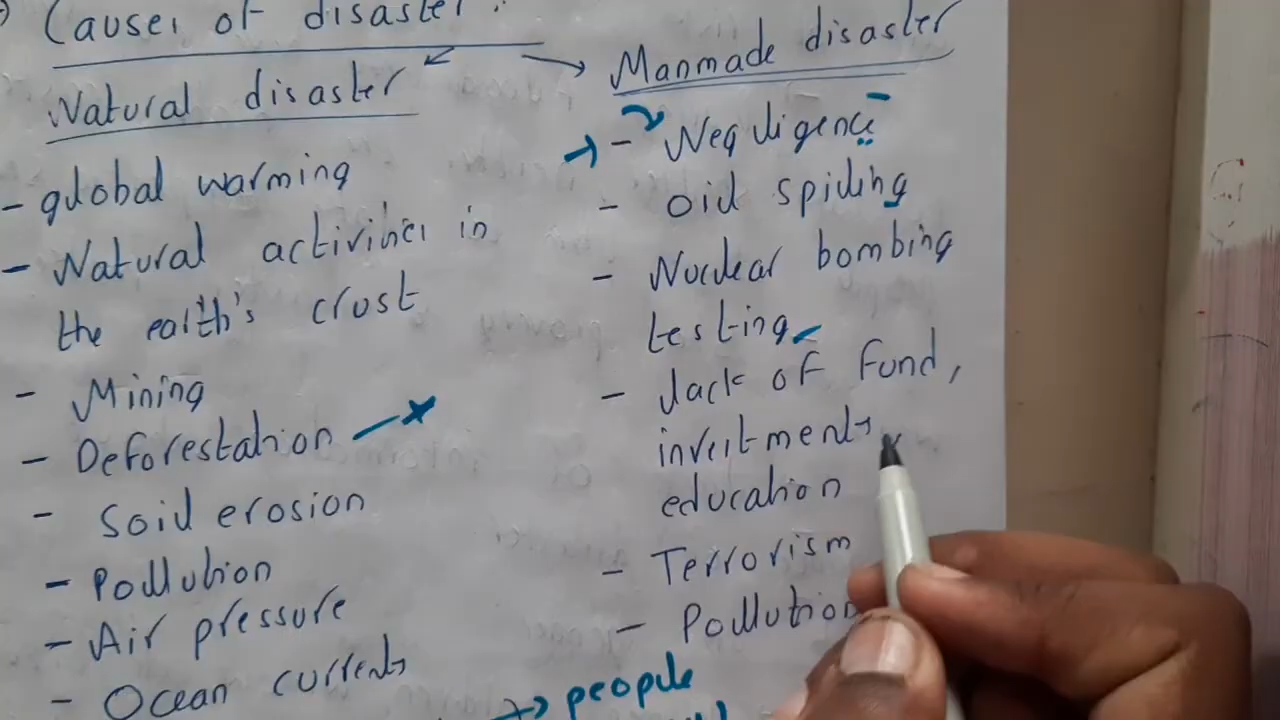 Causes of disaster:
Natural disaster
- global warming
- Natural activities in
the earth's crust
- Mining
- Deforestation
- Soil erosion
- Pollution
- Air pressure
- Ocean currents
Manmade disaster
- Negligence
- oil spiling
- Nuclear bombing
testing
- lack of fund,
investments,
education
- Terrorism
- Pollution
→ people